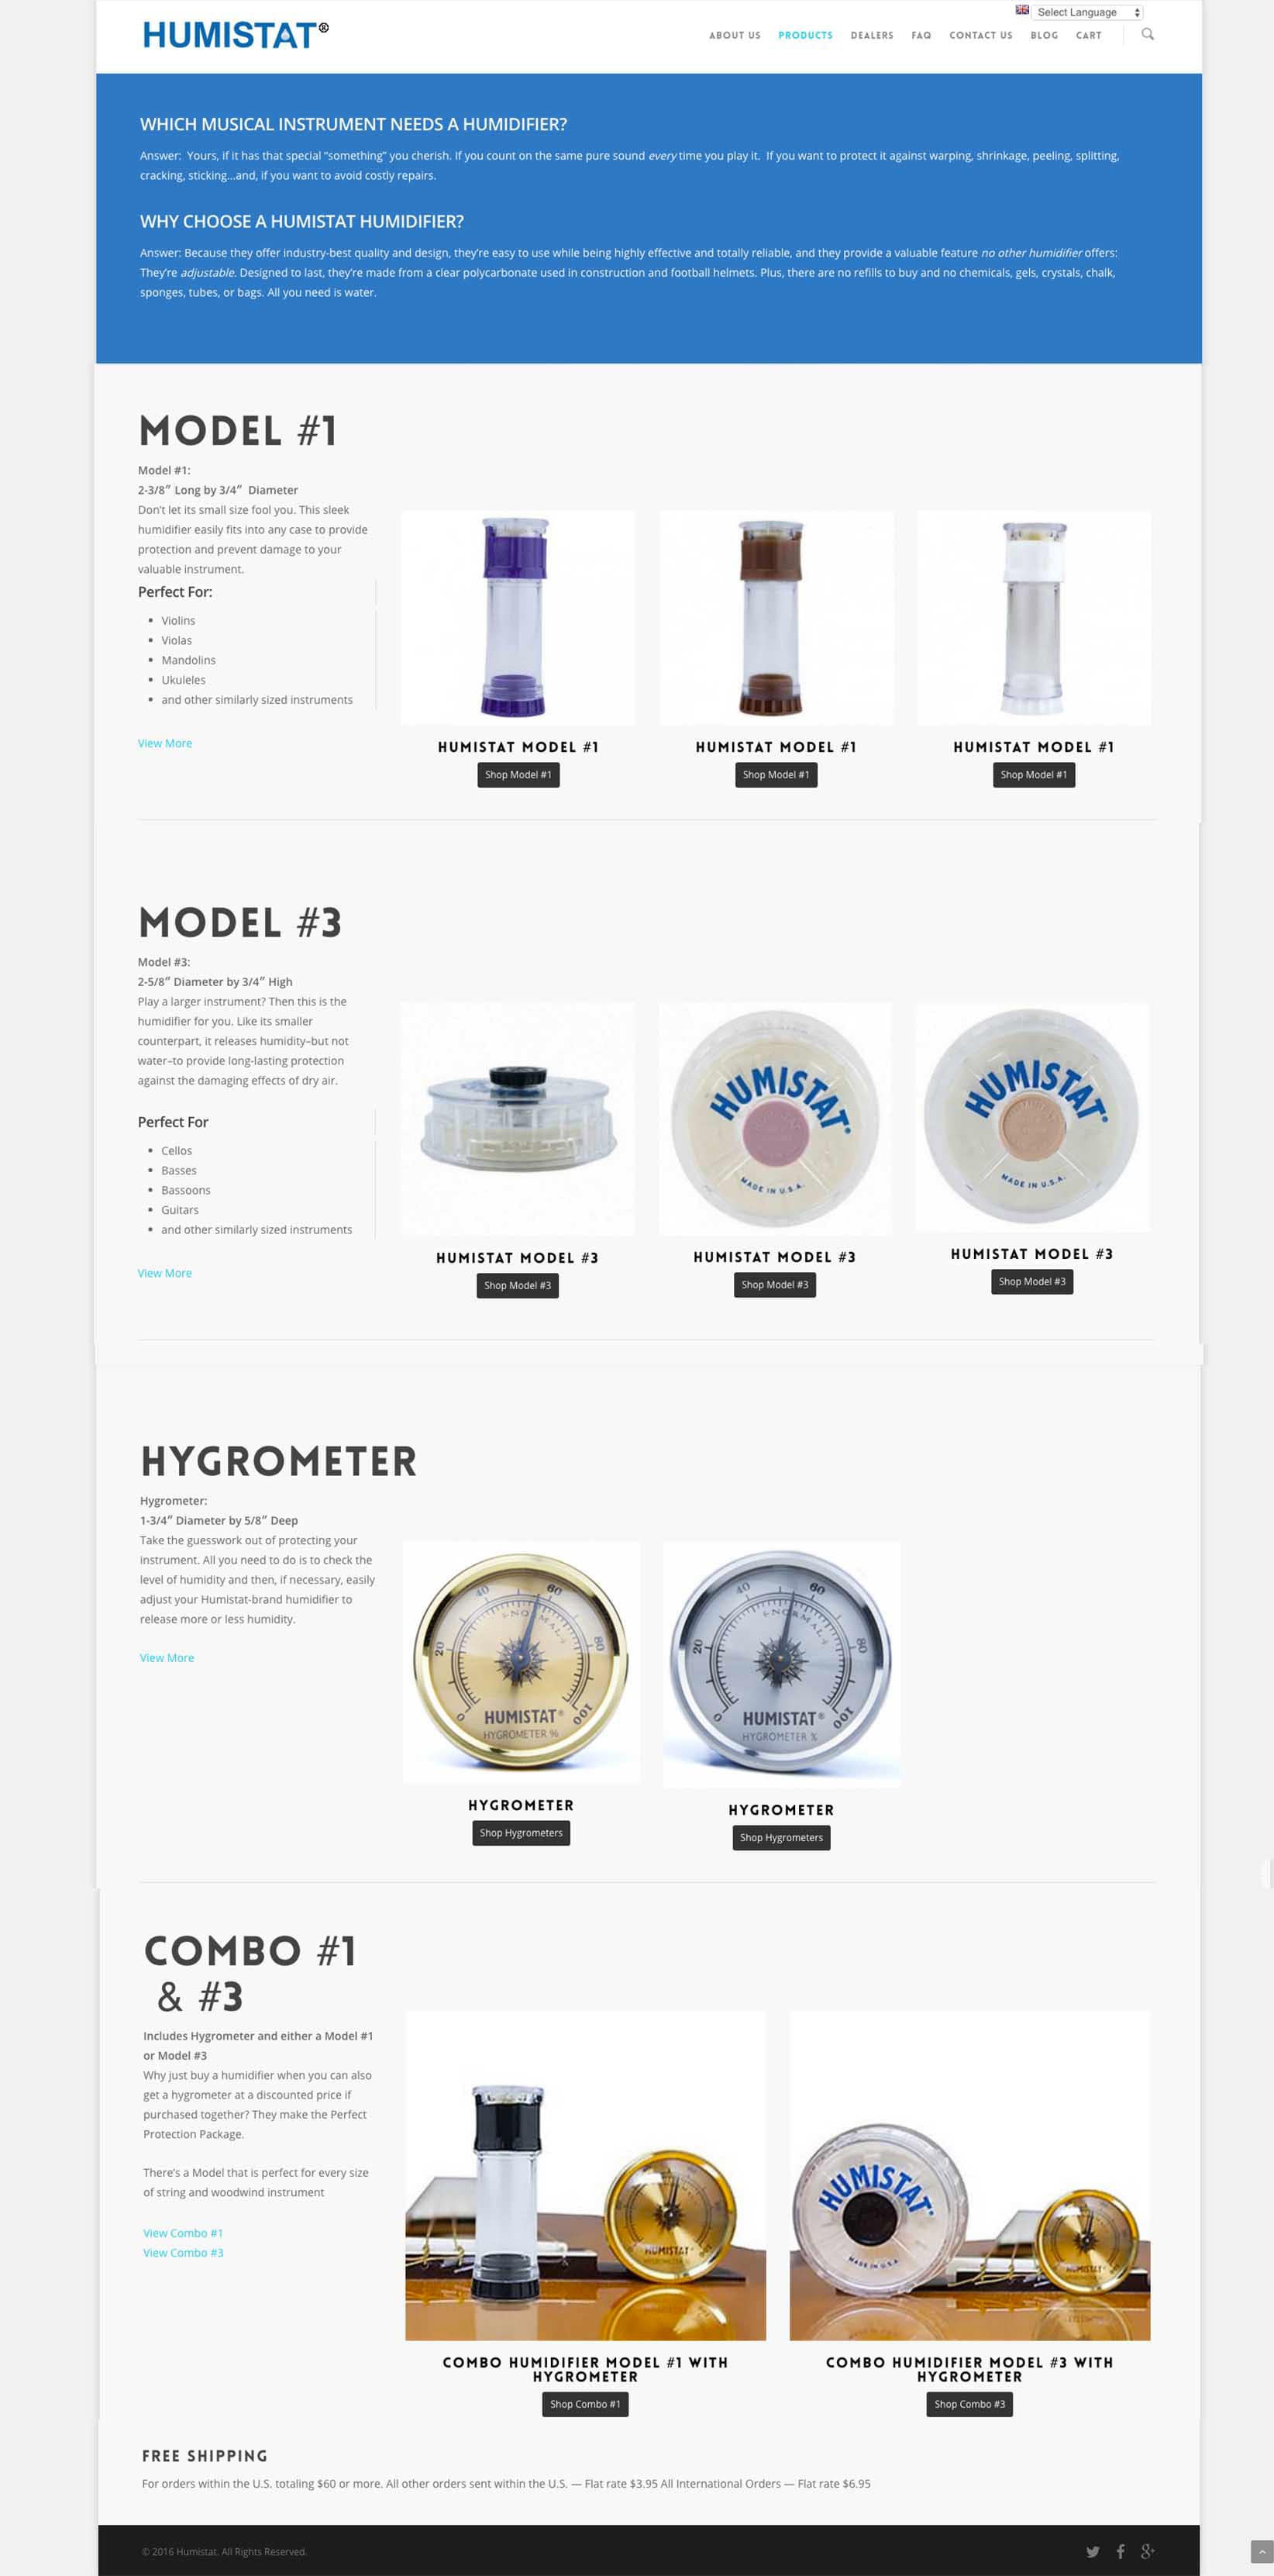 HUMISTAT®
Select Language
ABOUT US PRODUCTS DEALERS FAQ CONTACT US BLOG CART
WHICH MUSICAL INSTRUMENT NEEDS A HUMIDIFIER?
Answer:  Yours, if it has that special “something” you cherish. If you count on the same pure sound every time you play it.  If you want to protect it against warping, shrinkage, peeling, splitting,
cracking, sticking…and, if you want to avoid costly repairs.
WHY CHOOSE A HUMISTAT HUMIDIFIER?
Answer: Because they offer industry-best quality and design, they’re easy to use while being highly effective and totally reliable, and they provide a valuable feature no other humidifier offers:
They’re adjustable. Designed to last, they’re made from a clear polycarbonate used in construction and football helmets. Plus, there are no refills to buy and no chemicals, gels, crystals, chalk,
sponges, tubes, or bags. All you need is water.
MODEL #1
Model #1:
2-3/8″ Long by 3/4″  Diameter
Don’t let its small size fool you. This sleek
humidifier easily fits into any case to provide
protection and prevent damage to your
valuable instrument.
Perfect For:
• Violins
• Violas
• Mandolins
• Ukuleles
• and other similarly sized instruments
View More
HUMISTAT MODEL #1
Shop Model #1
HUMISTAT MODEL #1
Shop Model #1
HUMISTAT MODEL #1
Shop Model #1
MODEL #3
Model #3:
2-5/8″ Diameter by 3/4″ High
Play a larger instrument? Then this is the
humidifier for you. Like its smaller
counterpart, it releases humidity–but not
water–to provide long-lasting protection
against the damaging effects of dry air.
Perfect For
• Cellos
• Basses
• Bassoons
• Guitars
• and other similarly sized instruments
View More
HUMISTAT MODEL #3
Shop Model #3
HUMISTAT®
MADE IN U.S.A.
HUMISTAT MODEL #3
Shop Model #3
HUMISTAT®
MADE IN U.S.A.
HUMISTAT MODEL #3
Shop Model #3
HYGROMETER
Hygrometer:
1-3/4″ Diameter by 5/8″ Deep
Take the guesswork out of protecting your
instrument. All you need to do is to check the
level of humidity and then, if necessary, easily
adjust your Humistat-brand humidifier to
release more or less humidity.
View More
0 20 40 60 80 100
NORMAL
HUMISTAT®
HYGROMETER %
HYGROMETER
Shop Hygrometers
0 20 40 60 80 100
NORMAL
HUMISTAT®
HYGROMETER %
HYGROMETER
Shop Hygrometers
COMBO #1
& #3
Includes Hygrometer and either a Model #1
or Model #3
Why just buy a humidifier when you can also
get a hygrometer at a discounted price if
purchased together? They make the Perfect
Protection Package.
There’s a Model that is perfect for every size
of string and woodwind instrument
View Combo #1
View Combo #3
HUMISTAT
COMBO HUMIDIFIER MODEL #1 WITH
HYGROMETER
Shop Combo #1
HUMISTAT®
MADE IN U.S.A.
COMBO HUMIDIFIER MODEL #3 WITH
HYGROMETER
Shop Combo #3
FREE SHIPPING
For orders within the U.S. totaling $60 or more. All other orders sent within the U.S. — Flat rate $3.95 All International Orders — Flat rate $6.95
© 2016 Humistat. All Rights Reserved.